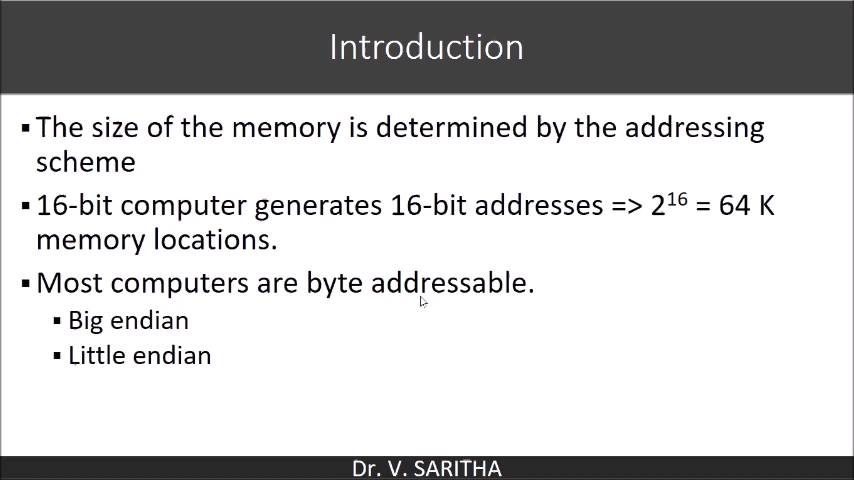 Introduction
▪ The size of the memory is determined by the addressing
scheme
▪ 16-bit computer generates 16-bit addresses => 2¹⁶ = 64 K
memory locations.
▪ Most computers are byte addressable.
▪ Big endian
▪ Little endian
Dr. V. SARITHA